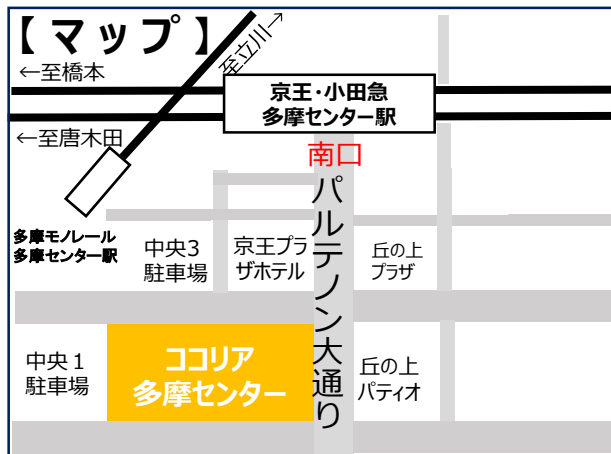 【マップ】
至立川→
←至橋本
京王・小田急
多摩センター駅
←至唐木田
南口
パルテノン大通り
多摩モノレール
多摩センター駅
中央3
駐車場
京王プラ
ザホテル
丘の上
プラザ
中央１
駐車場
ココリア
多摩センター
丘の上
パティオ